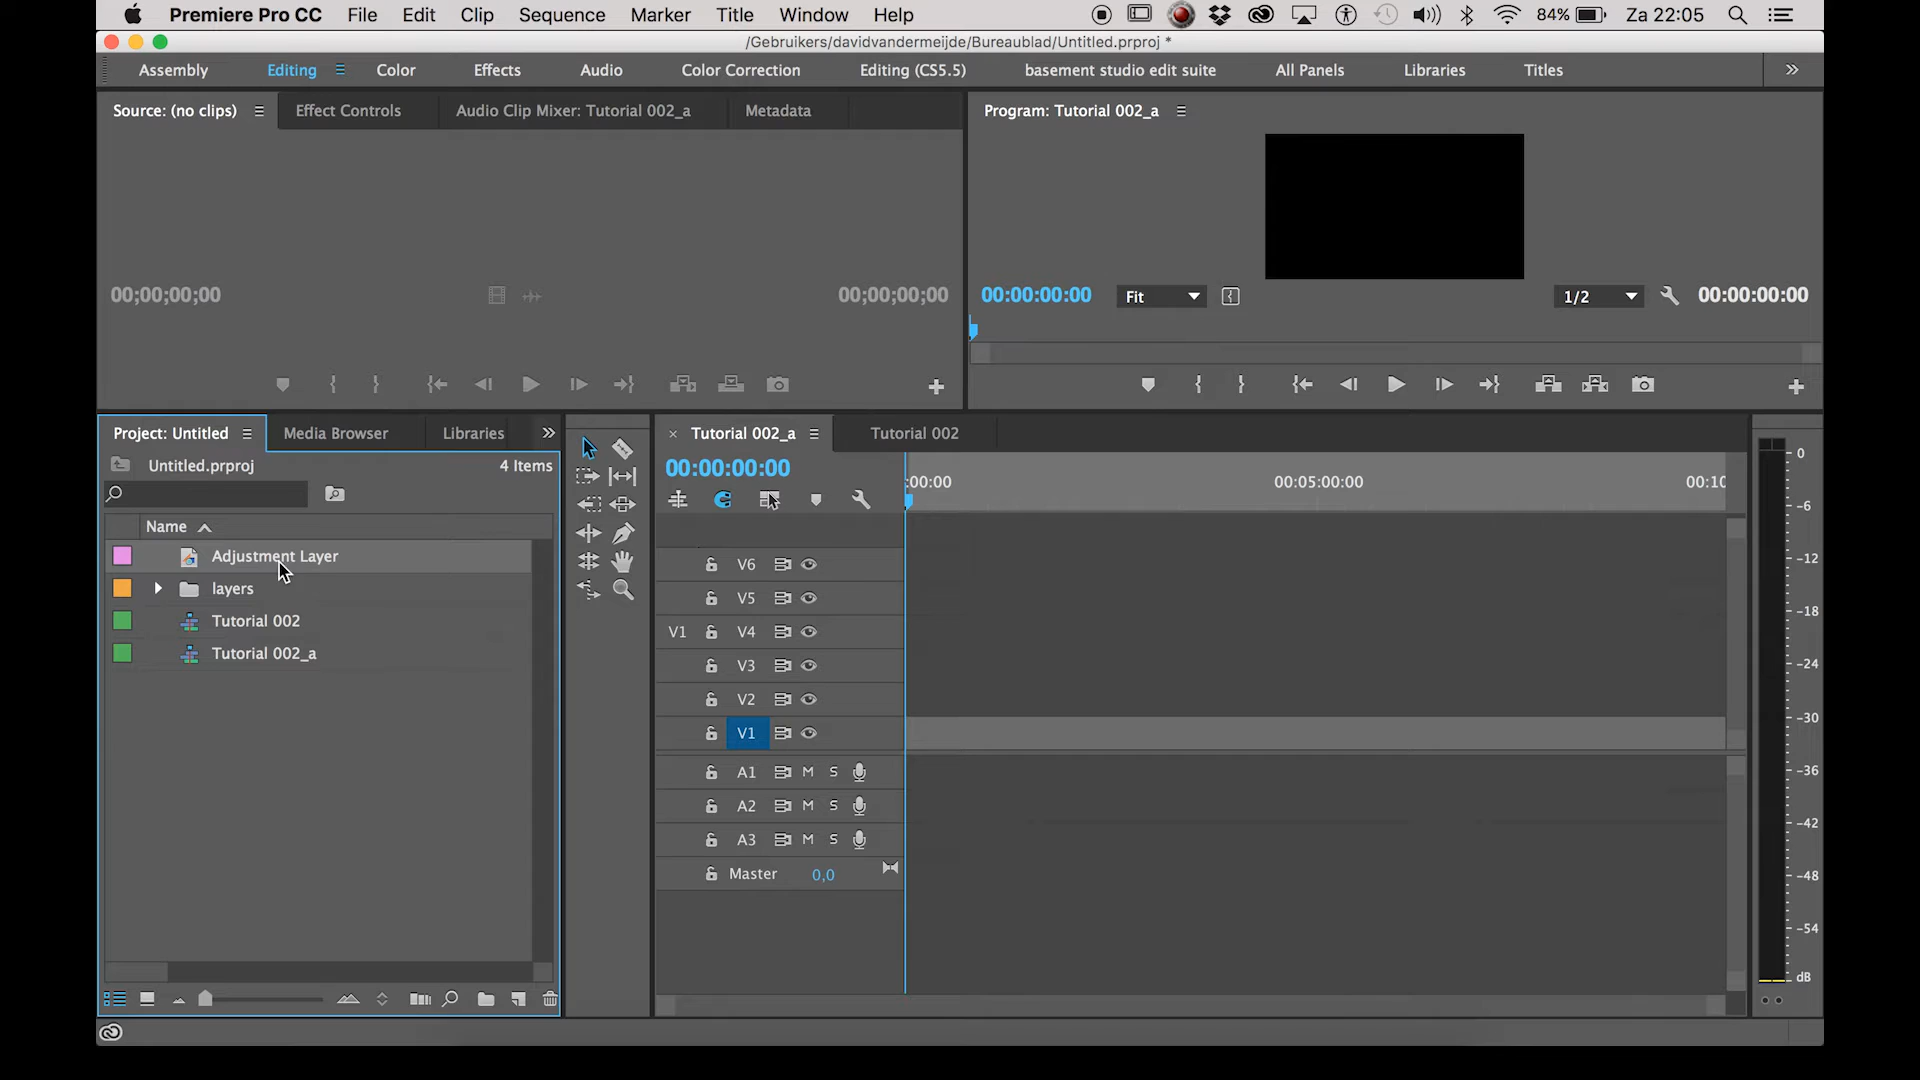 Premiere Pro CC File Edit Clip Sequence Marker Title Window Help 84% Za 22:05
/Gebruikers/davidvandermeijde/Bureaublad/Untitled.prproj *
Assembly Editing Color Effects Audio Color Correction Editing (CS5.5) basement studio edit suite All Panels Libraries Titles
Source: (no clips) Effect Controls Audio Clip Mixer: Tutorial 002_a Metadata
Program: Tutorial 002_a
00;00;00;00 00;00;00;00
00:00:00:00 Fit 1/2 00:00:00:00
Project: Untitled Media Browser Libraries
Untitled.prproj 4 Items
Name
Adjustment Layer
layers
Tutorial 002
Tutorial 002_a
Tutorial 002_a Tutorial 002
00:00:00:00
:00:00 00:05:00:00 00:10
V6
V5
V1 V4
V3
V2
V1
A1 M S
A2 M S
A3 M S
Master 0,0
0
-6
-12
-18
-24
-30
-36
-42
-48
-54
dB